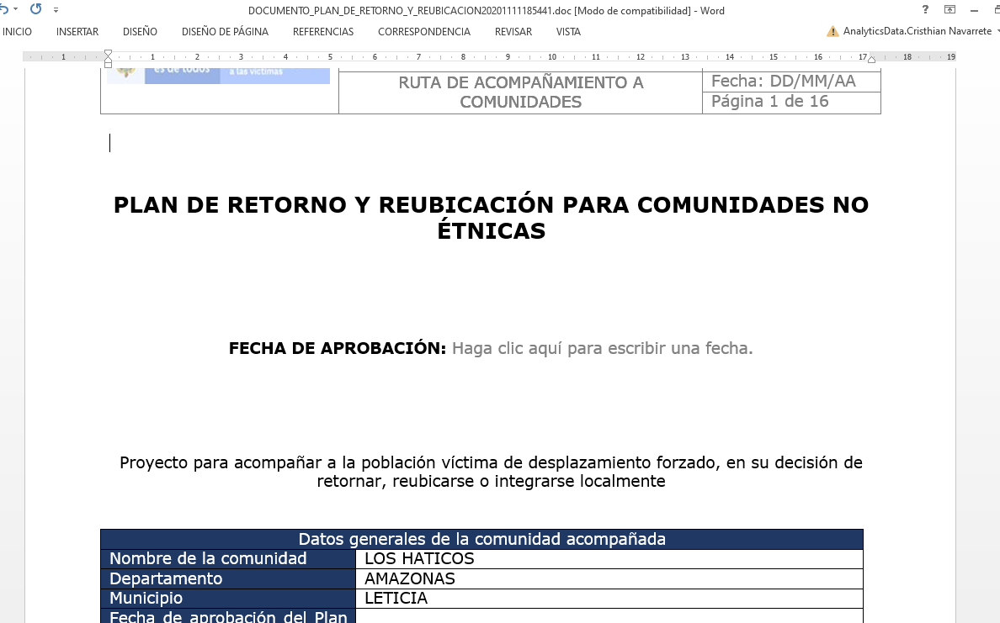 DOCUMENTO_PLAN_DE_RETORNO_Y_REUBICACION20201111185441.doc [Modo de compatibilidad] - Word
?
INICIO INSERTAR DISEÑO DISEÑO DE PÁGINA REFERENCIAS CORRESPONDENCIA REVISAR VISTA AnalyticsData.Cristhian Navarrete
1 1 2 3 4 5 6 7 8 9 10 11 12 13 14 15 16 17 18 19
es de todos a las víctimas
RUTA DE ACOMPAÑAMIENTO A
COMUNIDADES
Fecha: DD/MM/AA
Página 1 de 16
PLAN DE RETORNO Y REUBICACIÓN PARA COMUNIDADES NO
ÉTNICAS
FECHA DE APROBACIÓN: Haga clic aquí para escribir una fecha.
Proyecto para acompañar a la población víctima de desplazamiento forzado, en su decisión de
retornar, reubicarse o integrarse localmente
Datos generales de la comunidad acompañada
Nombre de la comunidad LOS HATICOS
Departamento AMAZONAS
Municipio LETICIA
Fecha de aprobación del Plan